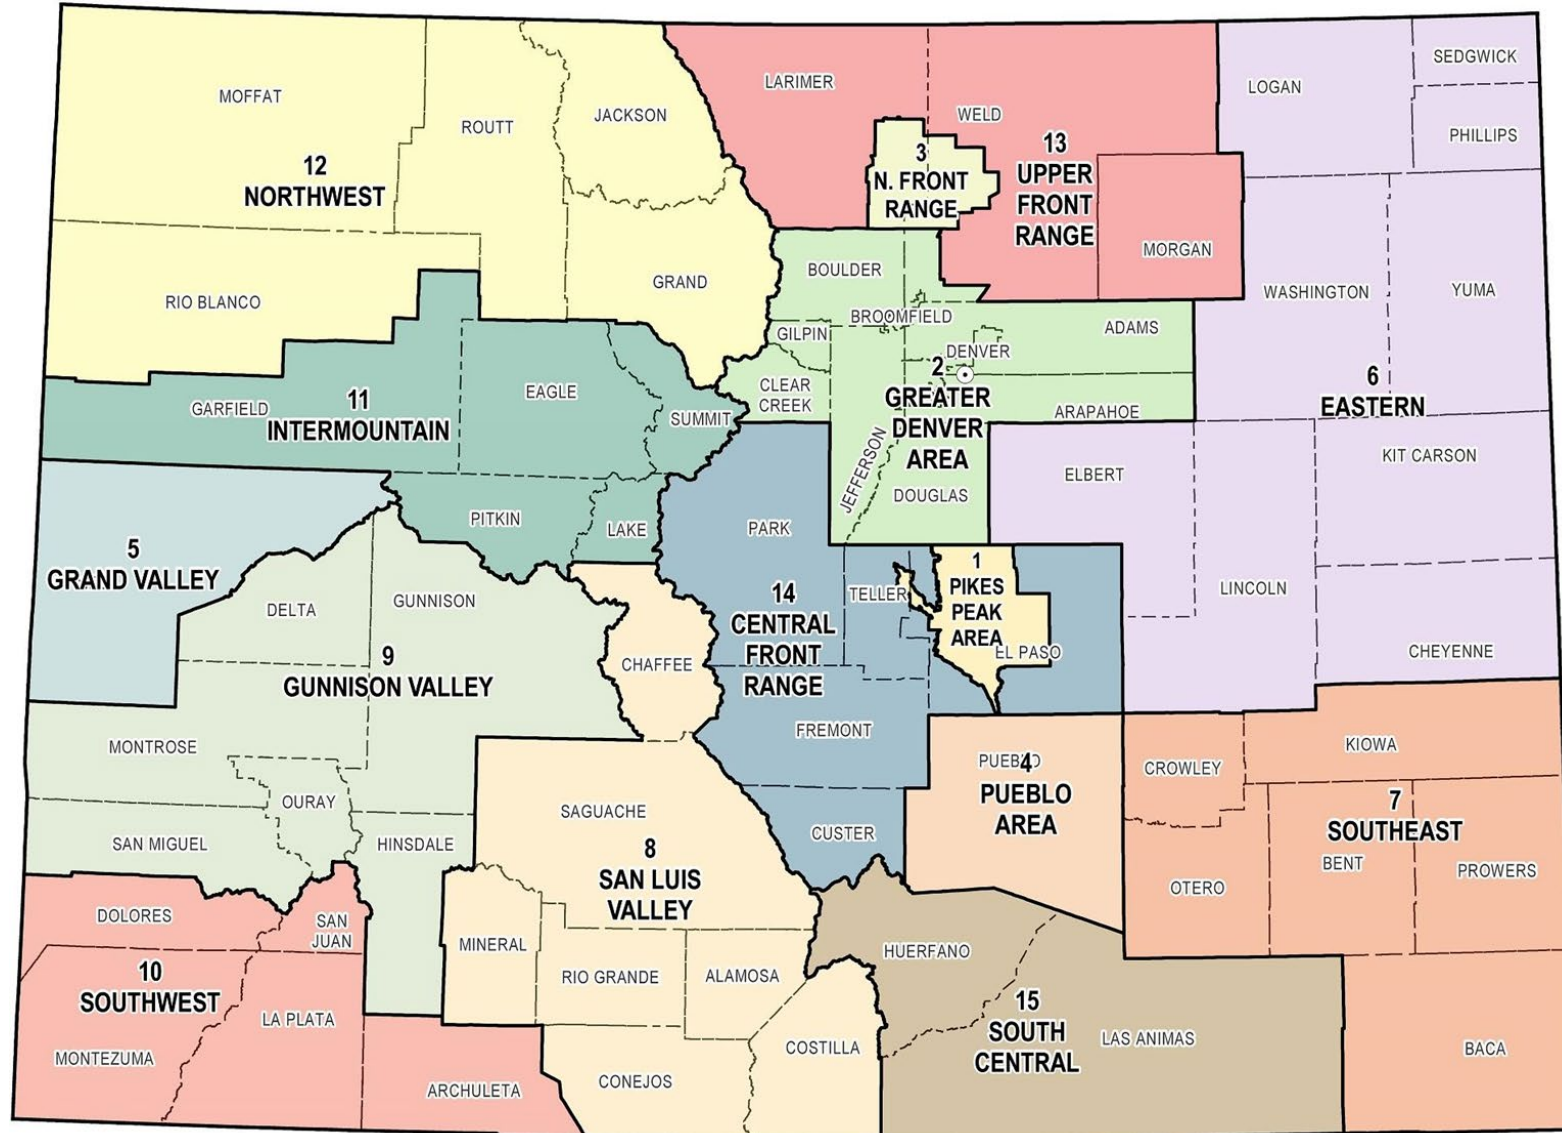 MOFFAT
ROUTT
JACKSON
LARIMER
WELD
LOGAN
SEDGWICK
PHILLIPS
12
NORTHWEST
3
N. FRONT
RANGE
13
UPPER
FRONT
RANGE
MORGAN
RIO BLANCO
GRAND
BOULDER
BROOMFIELD
GILPIN
ADAMS
DENVER
WASHINGTON
YUMA
CLEAR
CREEK
2
GREATER
DENVER
AREA
ARAPAHOE
JEFFERSON
DOUGLAS
6
EASTERN
GARFIELD
11
INTERMOUNTAIN
EAGLE
SUMMIT
PITKIN
LAKE
ELBERT
KIT CARSON
LINCOLN
CHEYENNE
5
GRAND VALLEY
DELTA
GUNNISON
9
GUNNISON VALLEY
PARK
14
CENTRAL
FRONT
RANGE
TELLER
1
PIKES
PEAK
AREA
EL PASO
CHAFFEE
FREMONT
MONTROSE
OURAY
SAN MIGUEL
HINSDALE
SAGUACHE
8
SAN LUIS
VALLEY
CUSTER
PUEBLO
4
PUEBLO
AREA
CROWLEY
KIOWA
7
SOUTHEAST
BENT
PROWERS
OTERO
DOLORES
SAN
JUAN
10
SOUTHWEST
MONTEZUMA
LA PLATA
ARCHULETA
MINERAL
RIO GRANDE
ALAMOSA
CONEJOS
COSTILLA
HUERFANO
15
SOUTH
CENTRAL
LAS ANIMAS
BACA